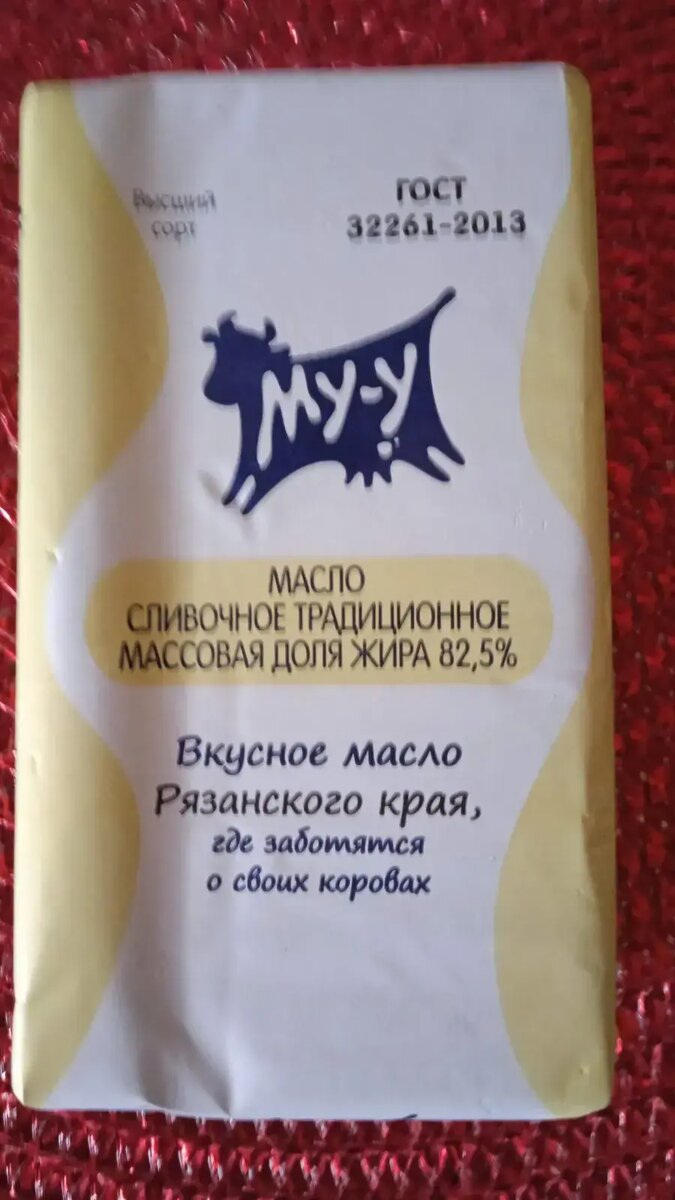 Высший
сорт
ГОСТ
32261-2013
Му-у
МАСЛО
СЛИВОЧНОЕ ТРАДИЦИОННОЕ
МАССОВАЯ ДОЛЯ ЖИРА 82,5%
Вкусное масло
Рязанского края,
где заботятся
о своих коровах